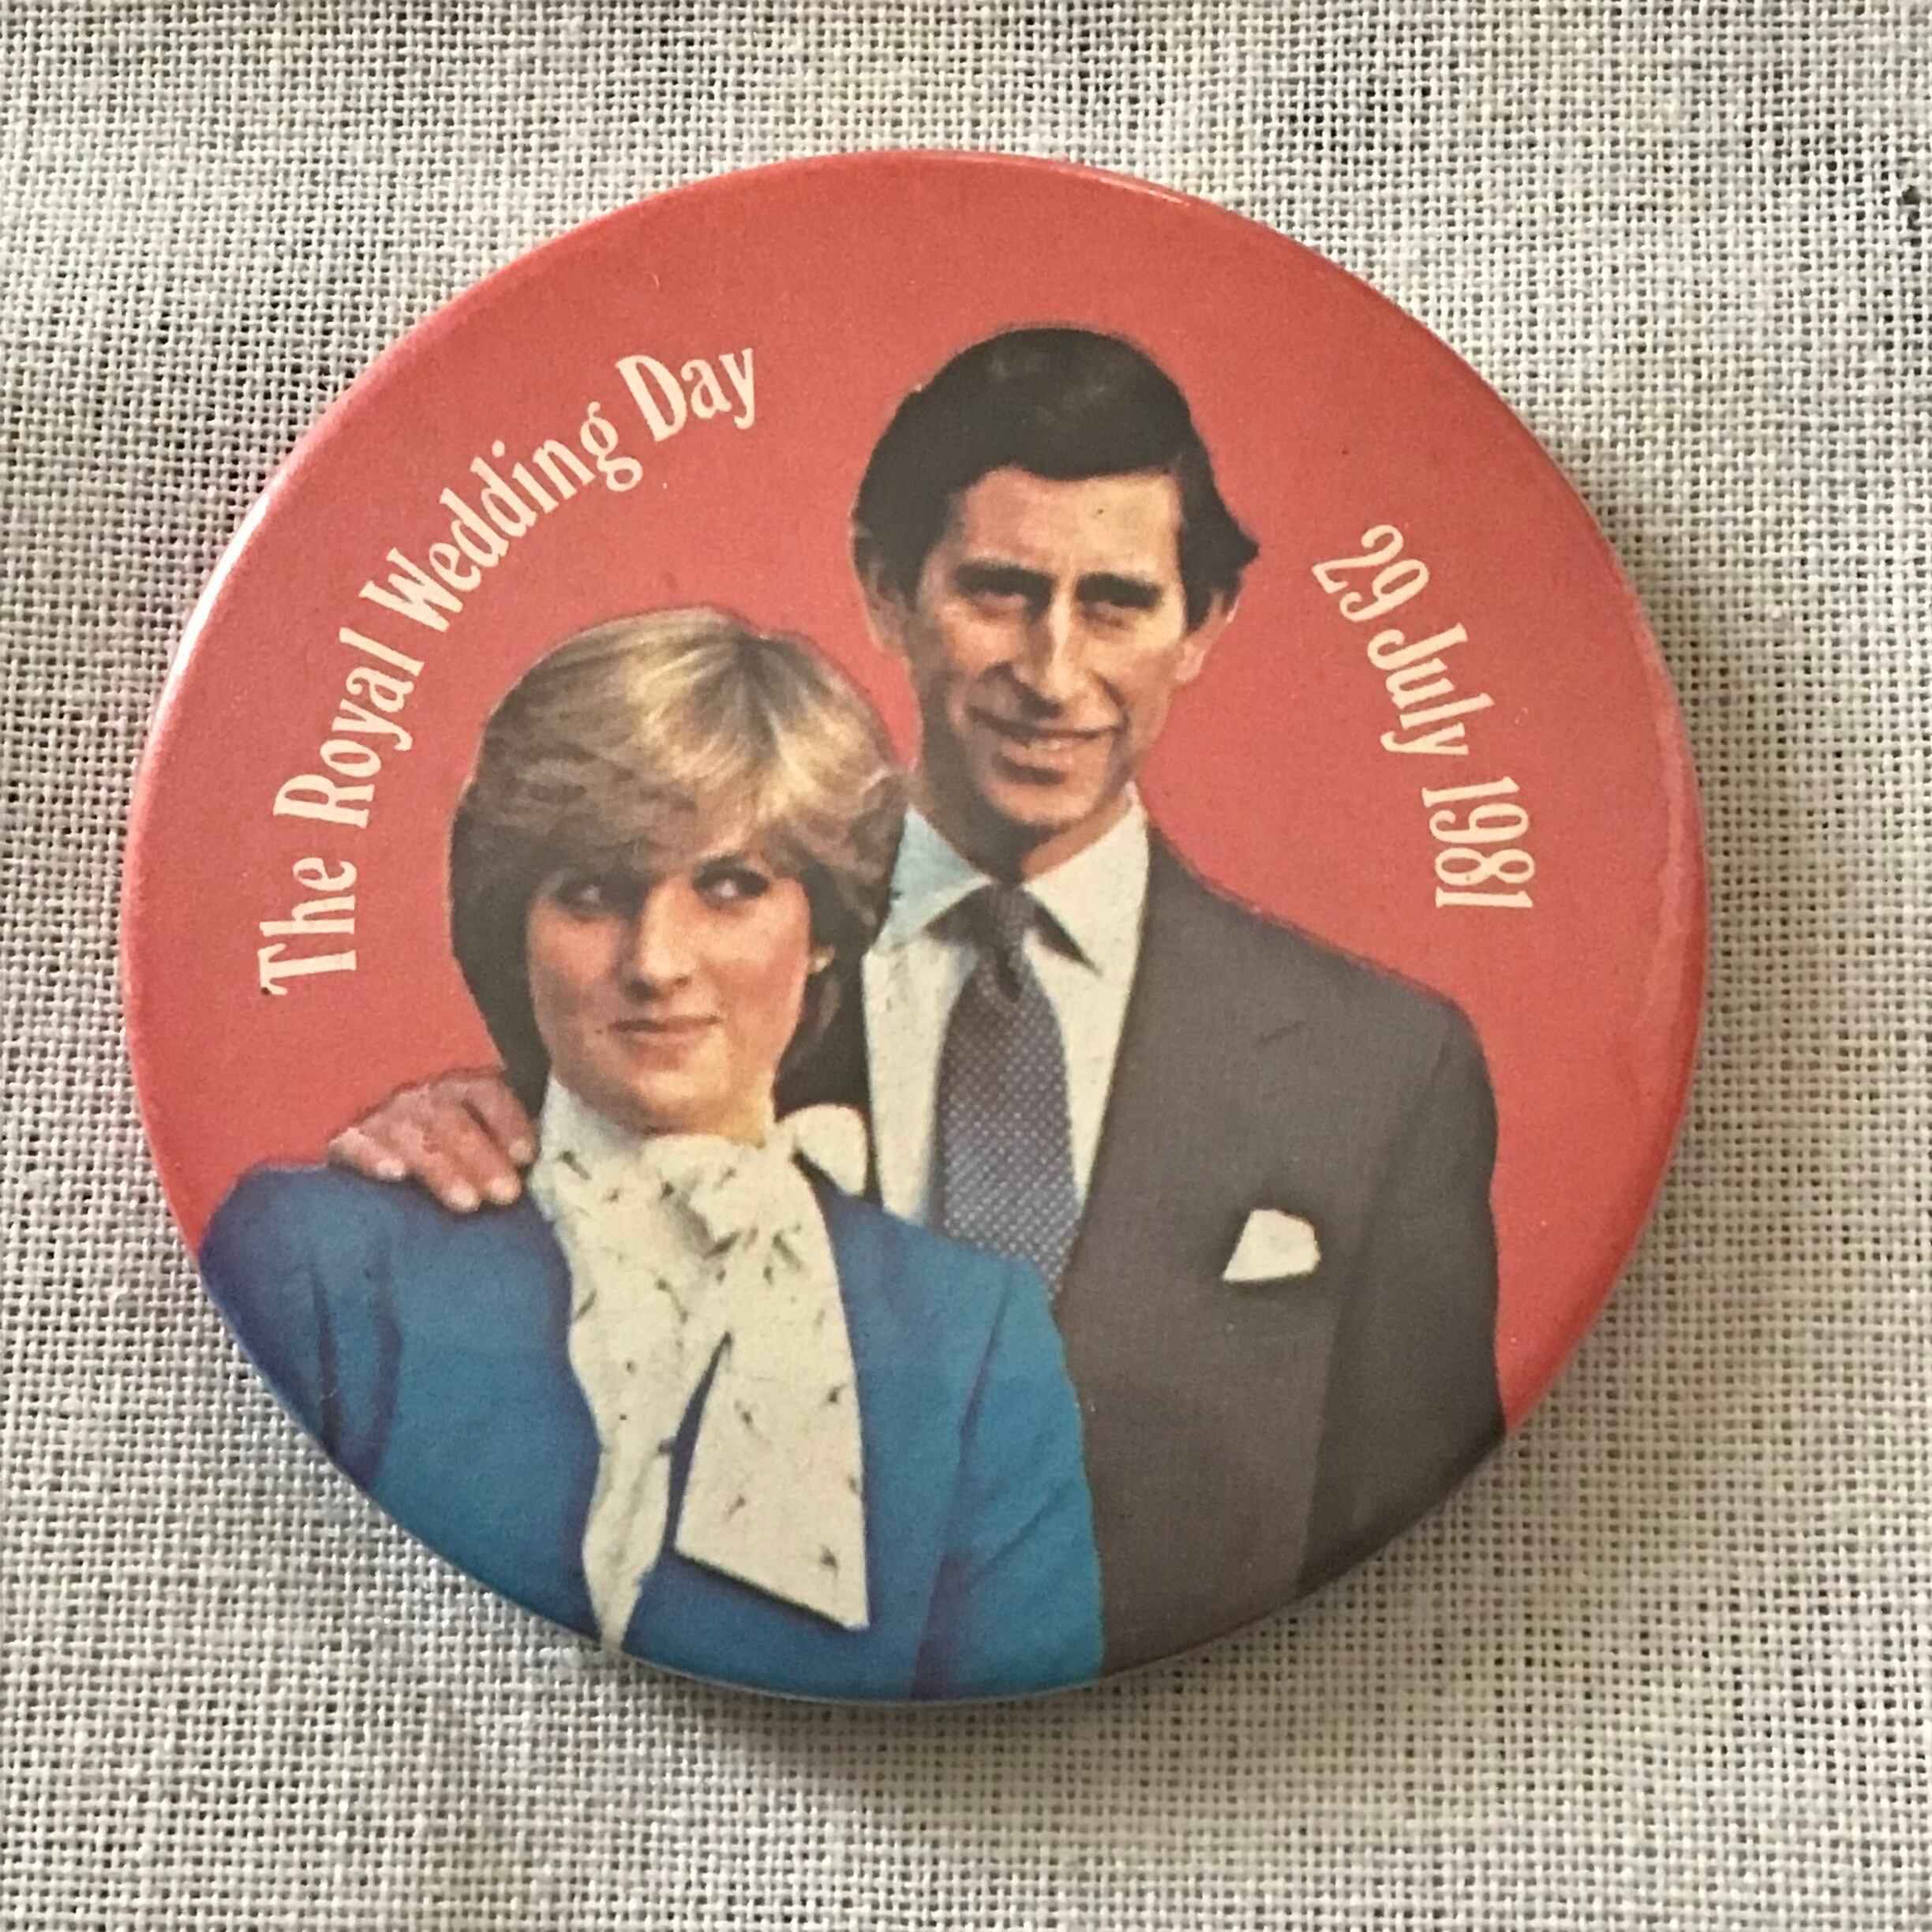 The Royal Wedding Day
29 July 1981